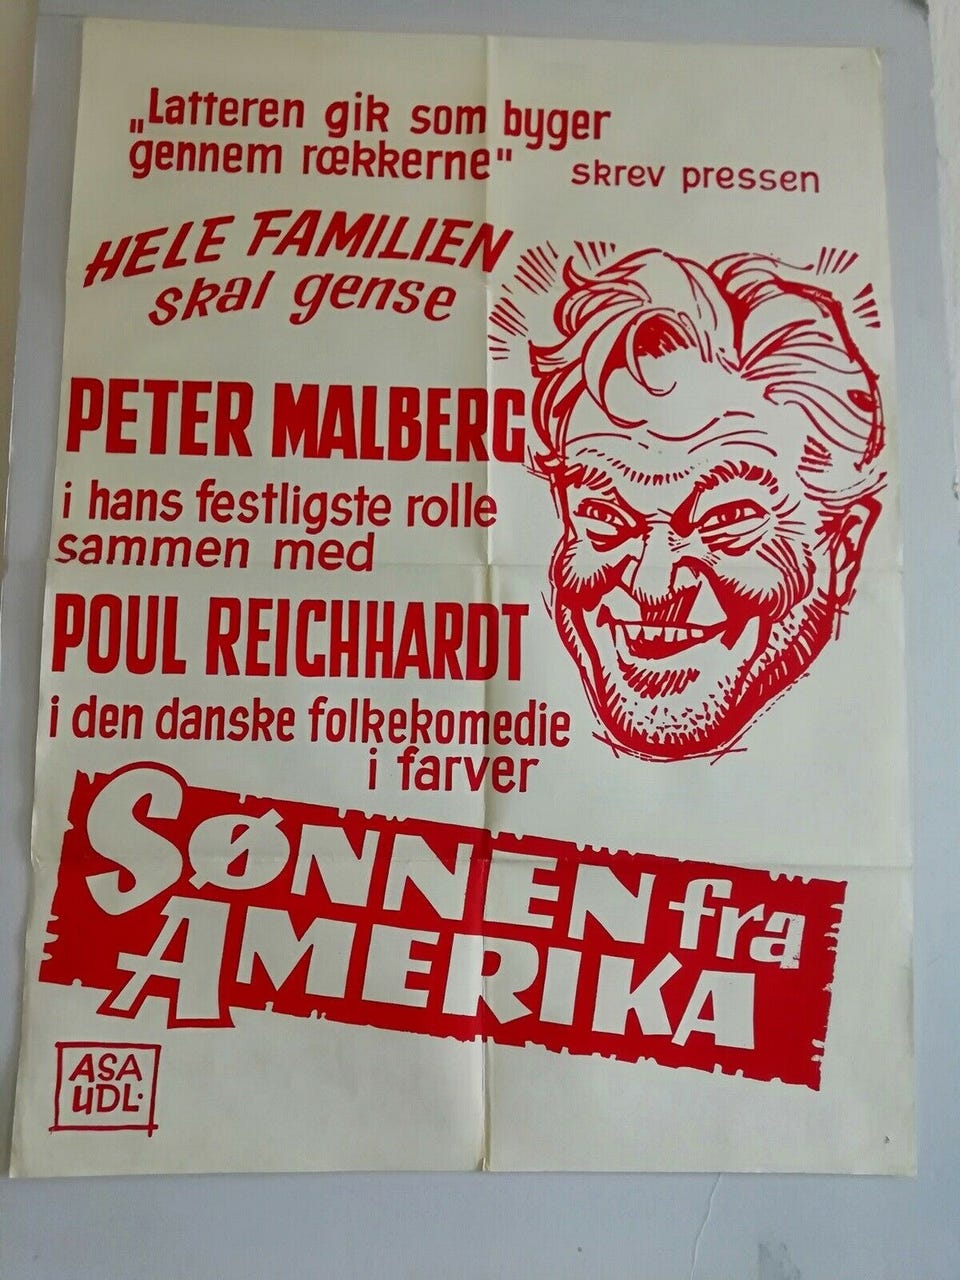 „Latteren gik som byger
gennem rækkerne" skrev pressen
HELE FAMILIEN
skal gense
PETER MALBERG
i hans festligste rolle
sammen med
POUL REICHHARDT
i den danske folkekomedie
i farver
SØNNEN fra
AMERIKA
ASA
UDL.